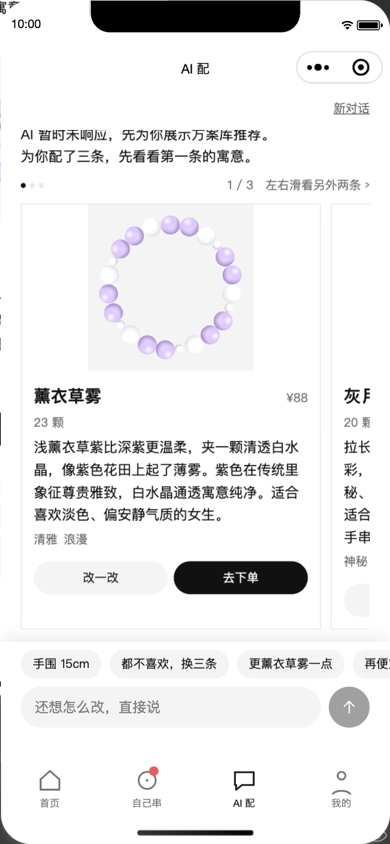 10:00
AI 配
新对话
AI 暂时未响应，先为你展示方案库推荐。
为你配了三条，先看看第一条的寓意。
1 / 3 左右滑看另外两条 >
薰衣草雾
¥88
23 颗
浅薰衣草紫比深紫更温柔，夹一颗清透白水
晶，像紫色花田上起了薄雾。紫色在传统里
象征尊贵雅致，白水晶通透寓意纯净。适合
喜欢淡色、偏安静气质的女生。
清雅 浪漫
改一改
去下单
灰月
20 颗
拉长
彩，
秘、
适合
手串
神秘
手围 15cm
都不喜欢，换三条
更薰衣草雾一点
再便宜
还想怎么改，直接说
首页
自己串
AI 配
我的